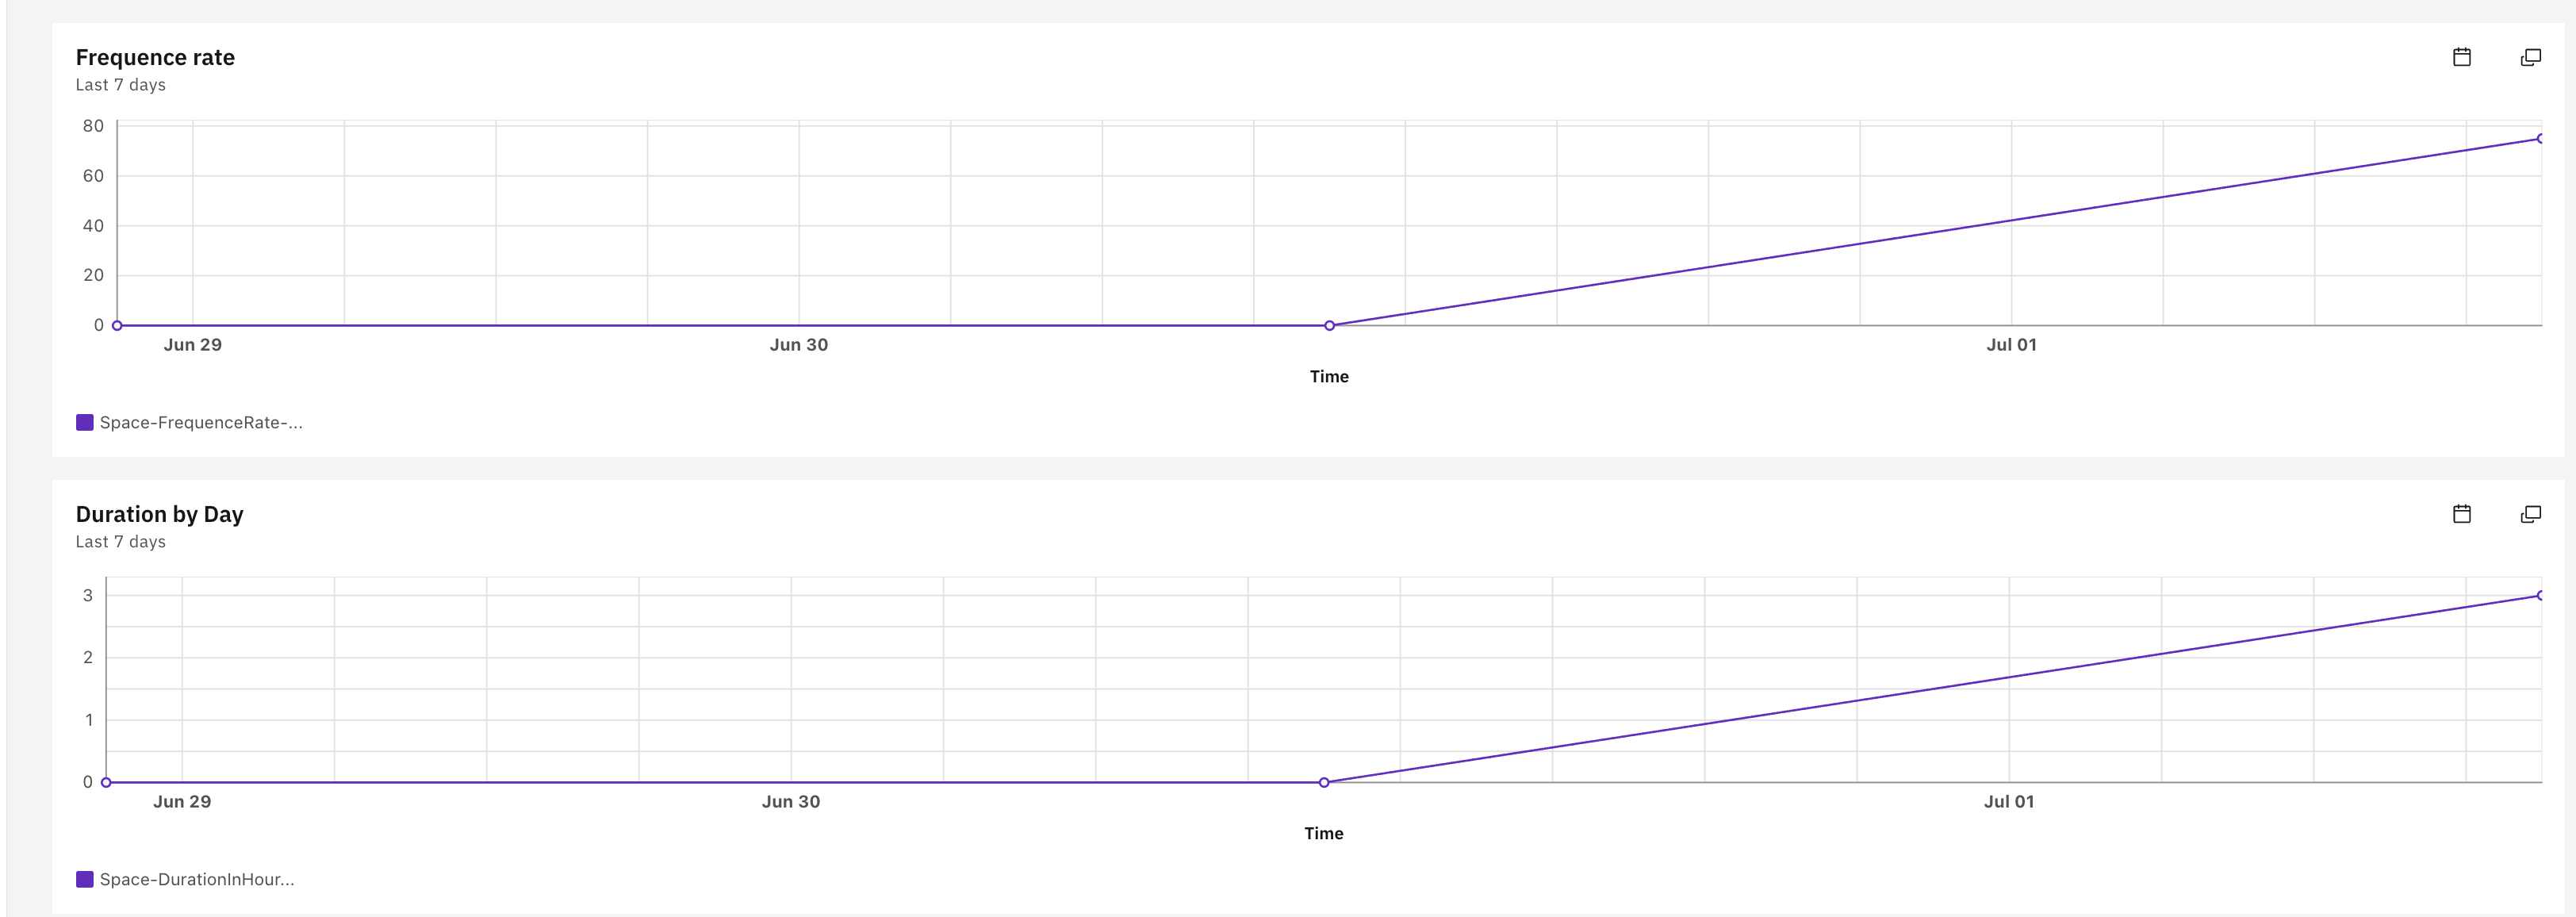 Frequence rate
Last 7 days
80
60
40
20
0
Jun 29 Jun 30 Jul 01
Time
Space-FrequenceRate-...
Duration by Day
Last 7 days
3
2
1
0
Jun 29 Jun 30 Jul 01
Time
Space-DurationInHour...